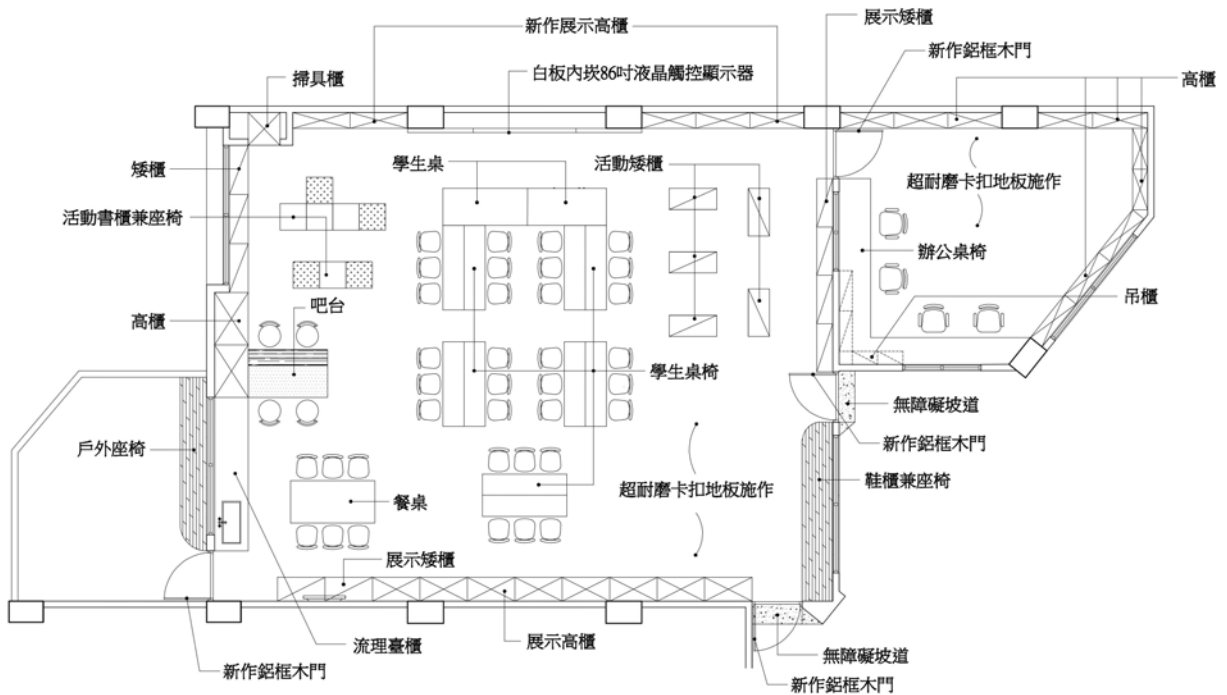 新作展示高櫃
展示矮櫃
新作鋁框木門
白板內崁86吋液晶觸控顯示器
掃具櫃
高櫃
矮櫃
學生桌
活動矮櫃
超耐磨卡扣地板施作
活動書櫃兼座椅
辦公桌椅
吊櫃
吧台
高櫃
學生桌椅
無障礙坡道
戶外座椅
新作鋁框木門
鞋櫃兼座椅
超耐磨卡扣地板施作
餐桌
展示矮櫃
流理臺櫃
展示高櫃
無障礙坡道
新作鋁框木門
新作鋁框木門